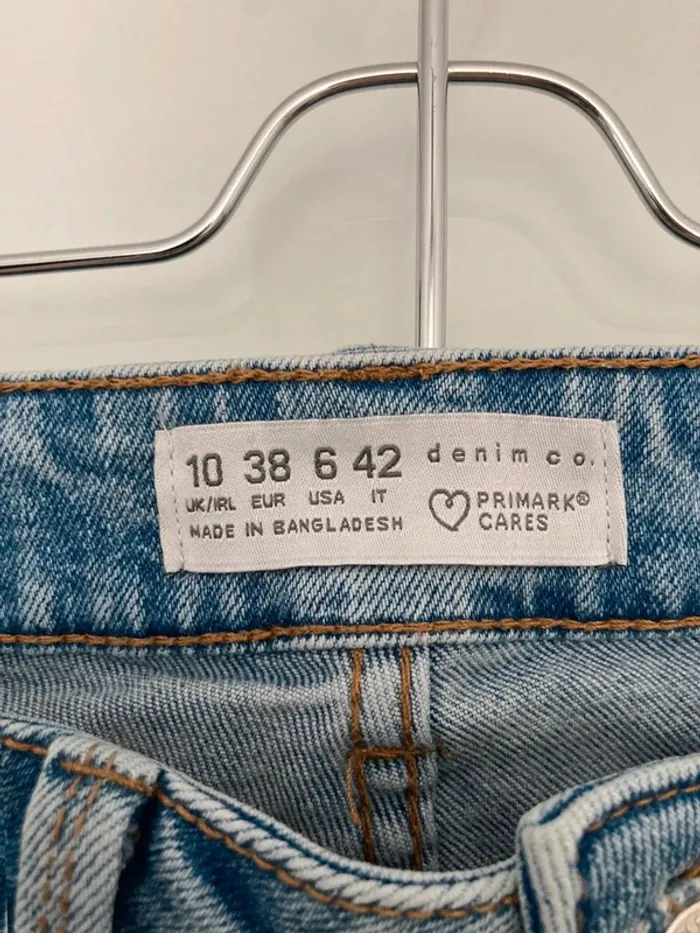 10 38 6 42
UK/IRL EUR USA IT
MADE IN BANGLADESH
denim co.
PRIMARK®
CARES